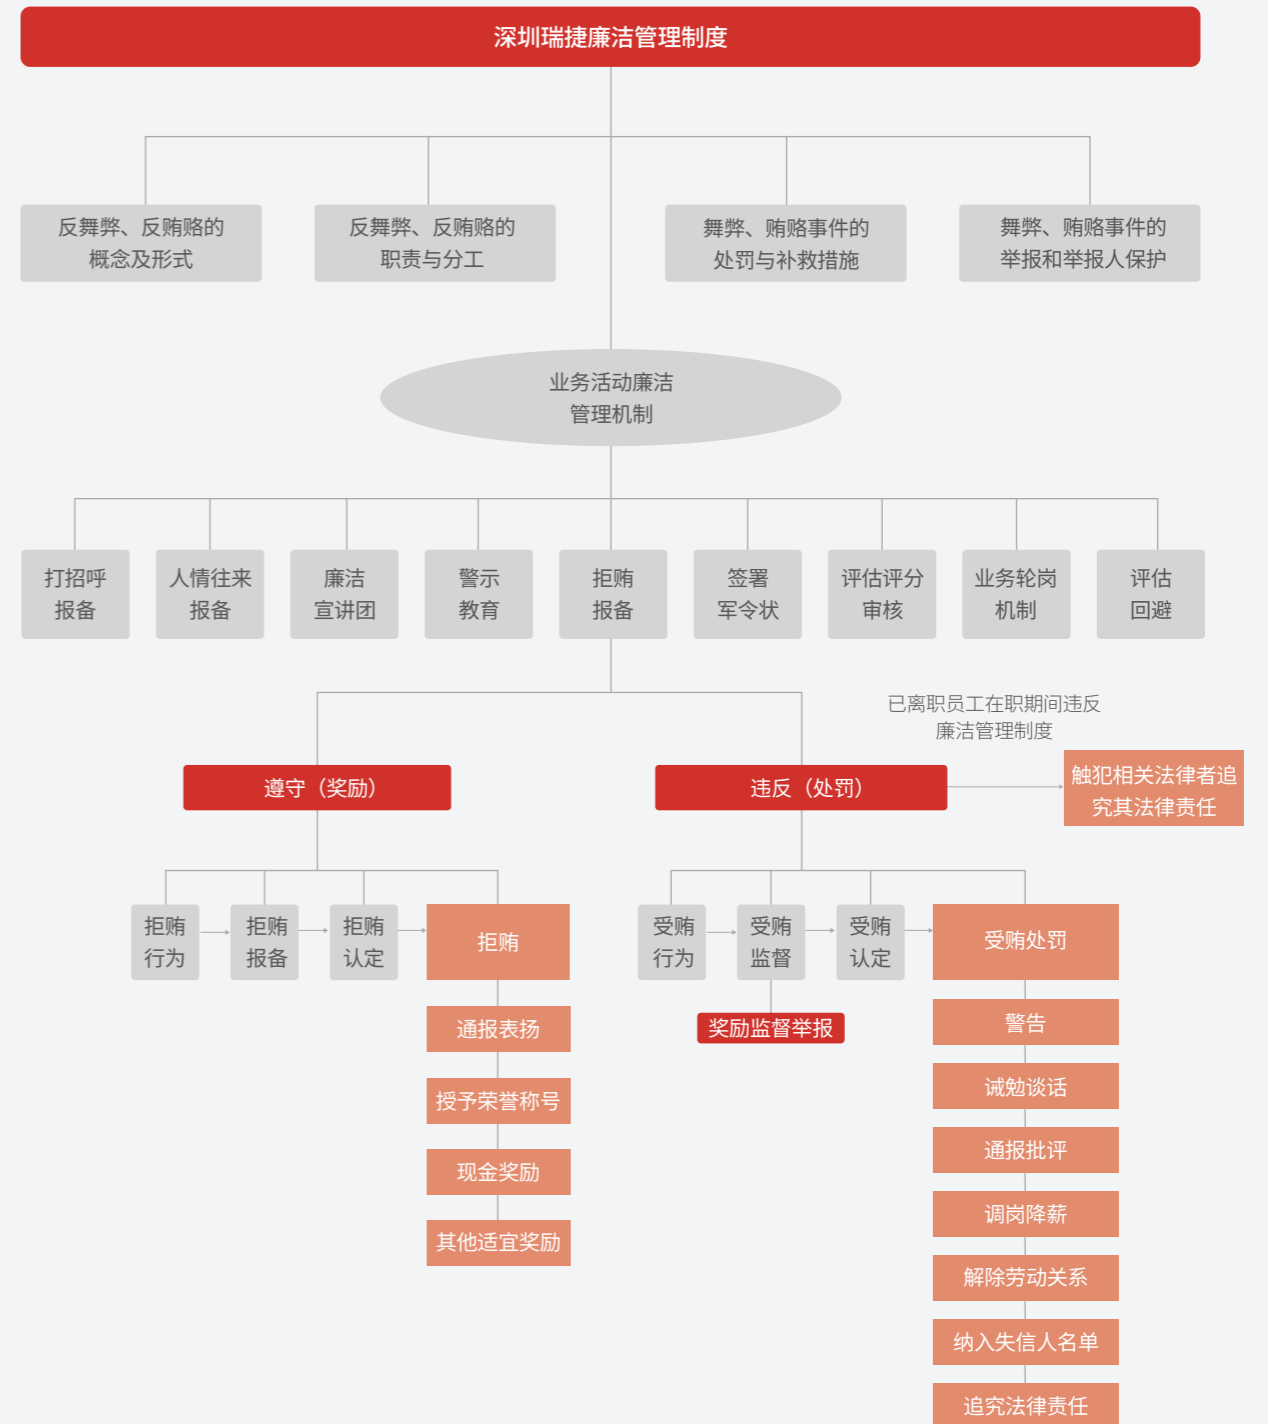 深圳瑞捷廉洁管理制度
反舞弊、反贿赂的
概念及形式
反舞弊、反贿赂的
职责与分工
舞弊、贿赂事件的
处罚与补救措施
舞弊、贿赂事件的
举报和举报人保护
业务活动廉洁
管理机制
打招呼
报备
人情往来
报备
廉洁
宣讲团
警示
教育
拒贿
报备
签署
军令状
评估评分
审核
业务轮岗
机制
评估
回避
已离职员工在职期间违反
廉洁管理制度
遵守（奖励）
违反（处罚）
触犯相关法律者追
究其法律责任
拒贿
行为
拒贿
报备
拒贿
认定
拒贿
通报表扬
授予荣誉称号
现金奖励
其他适宜奖励
受贿
行为
受贿
监督
受贿
认定
受贿处罚
奖励监督举报
警告
诫勉谈话
通报批评
调岗降薪
解除劳动关系
纳入失信人名单
追究法律责任